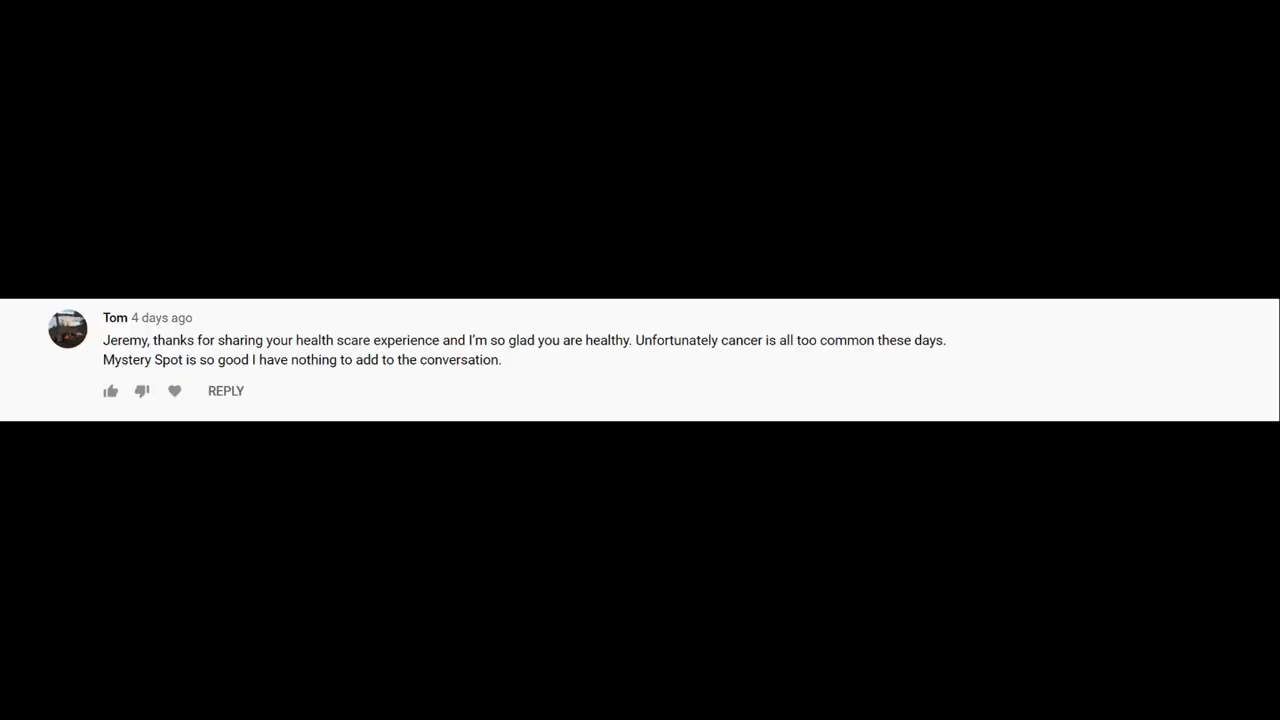 Tom 4 days ago
Jeremy, thanks for sharing your health scare experience and I’m so glad you are healthy. Unfortunately cancer is all too common these days.
Mystery Spot is so good I have nothing to add to the conversation.
REPLY